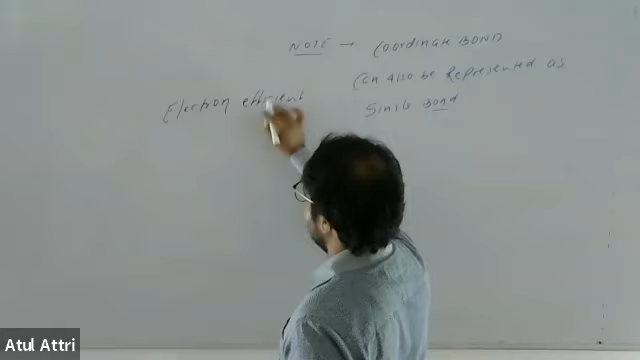 NOTE → COORDINATE BOND
Can Also be Represented as
Single Bond
Electron efficient
Atul Attri